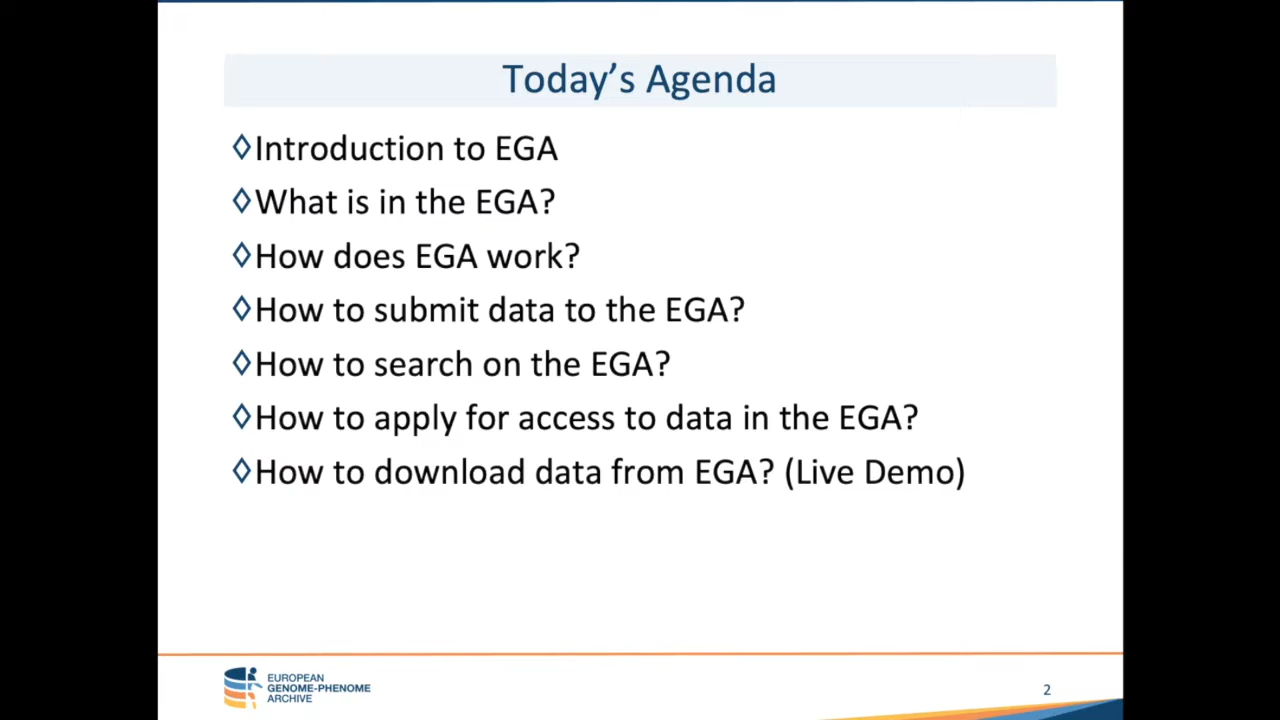 Today's Agenda
◊Introduction to EGA
◊What is in the EGA?
◊How does EGA work?
◊How to submit data to the EGA?
◊How to search on the EGA?
◊How to apply for access to data in the EGA?
◊How to download data from EGA? (Live Demo)
EUROPEAN
GENOME-PHENOME
ARCHIVE
2